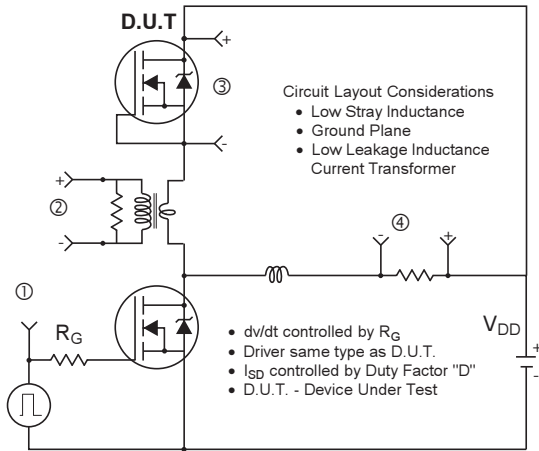 D.U.T
+
③
-
Circuit Layout Considerations
• Low Stray Inductance
• Ground Plane
• Low Leakage Inductance
Current Transformer
+
②
-
④
-
+
①
RG
• dv/dt controlled by RG
• Driver same type as D.U.T.
• ISD controlled by Duty Factor "D"
• D.U.T. - Device Under Test
VDD
+
-